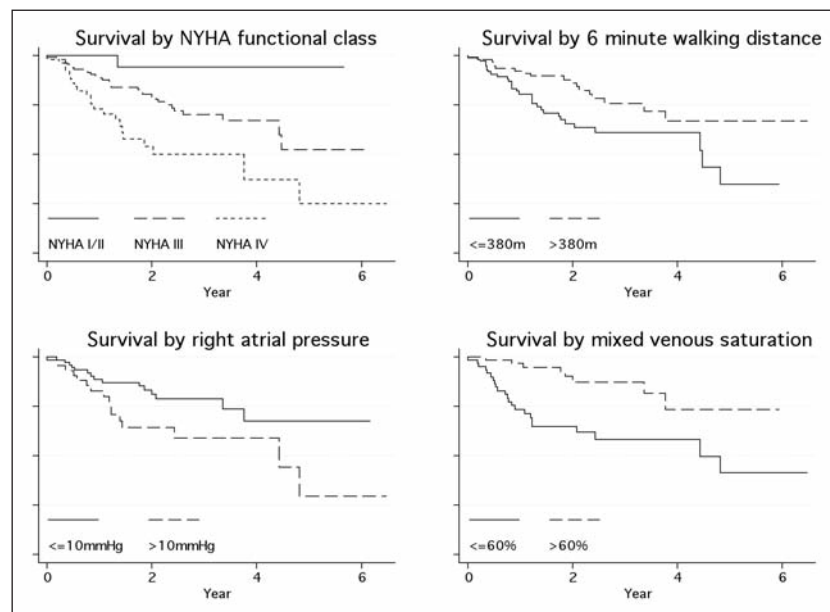 Survival by NYHA functional class
NYHA I/II NYHA III NYHA IV
0 2 4 6
Year
Survival by 6 minute walking distance
<=380m >380m
0 2 4 6
Year
Survival by right atrial pressure
<=10mmHg >10mmHg
0 2 4 6
Year
Survival by mixed venous saturation
<=60% >60%
0 2 4 6
Year